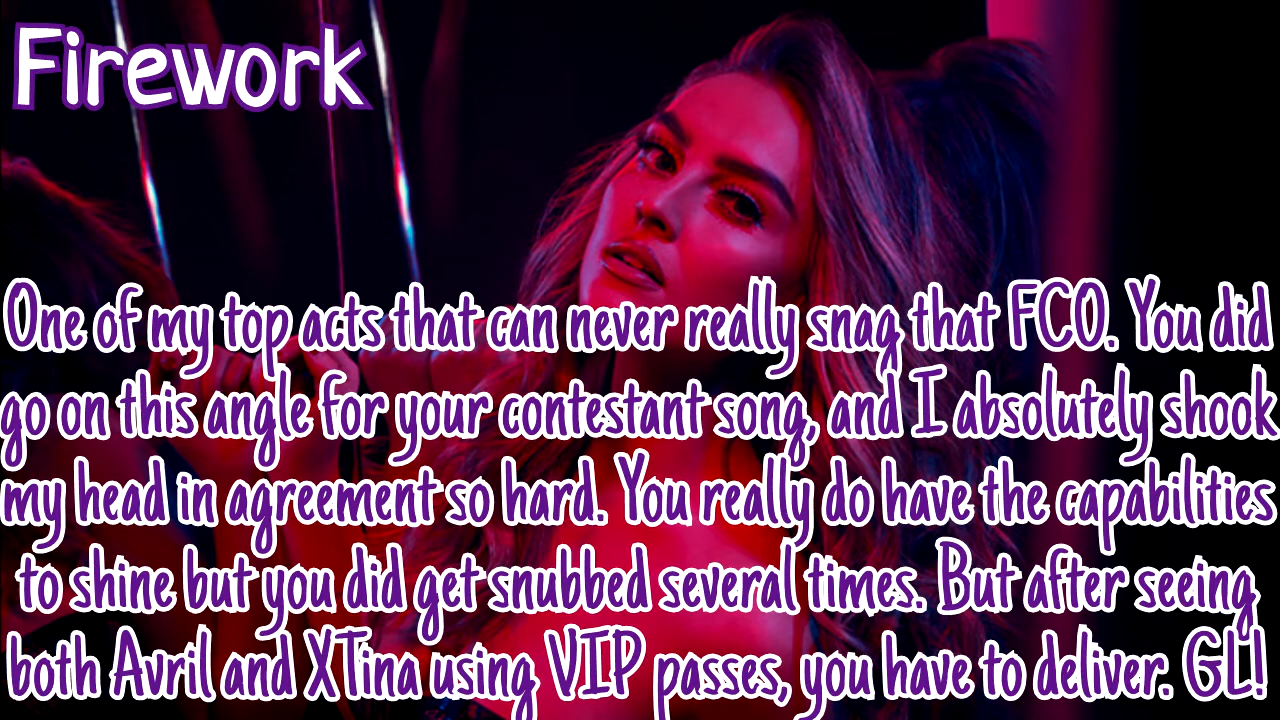 Firework
One of my top acts that can never really snag that FCO. You did
go on this angle for your contestant song, and I absolutely shook
my head in agreement so hard. You really do have the capabilities
to shine but you did get snubbed several times. But after seeing
both Avril and XTina using VIP passes, you have to deliver. GL!